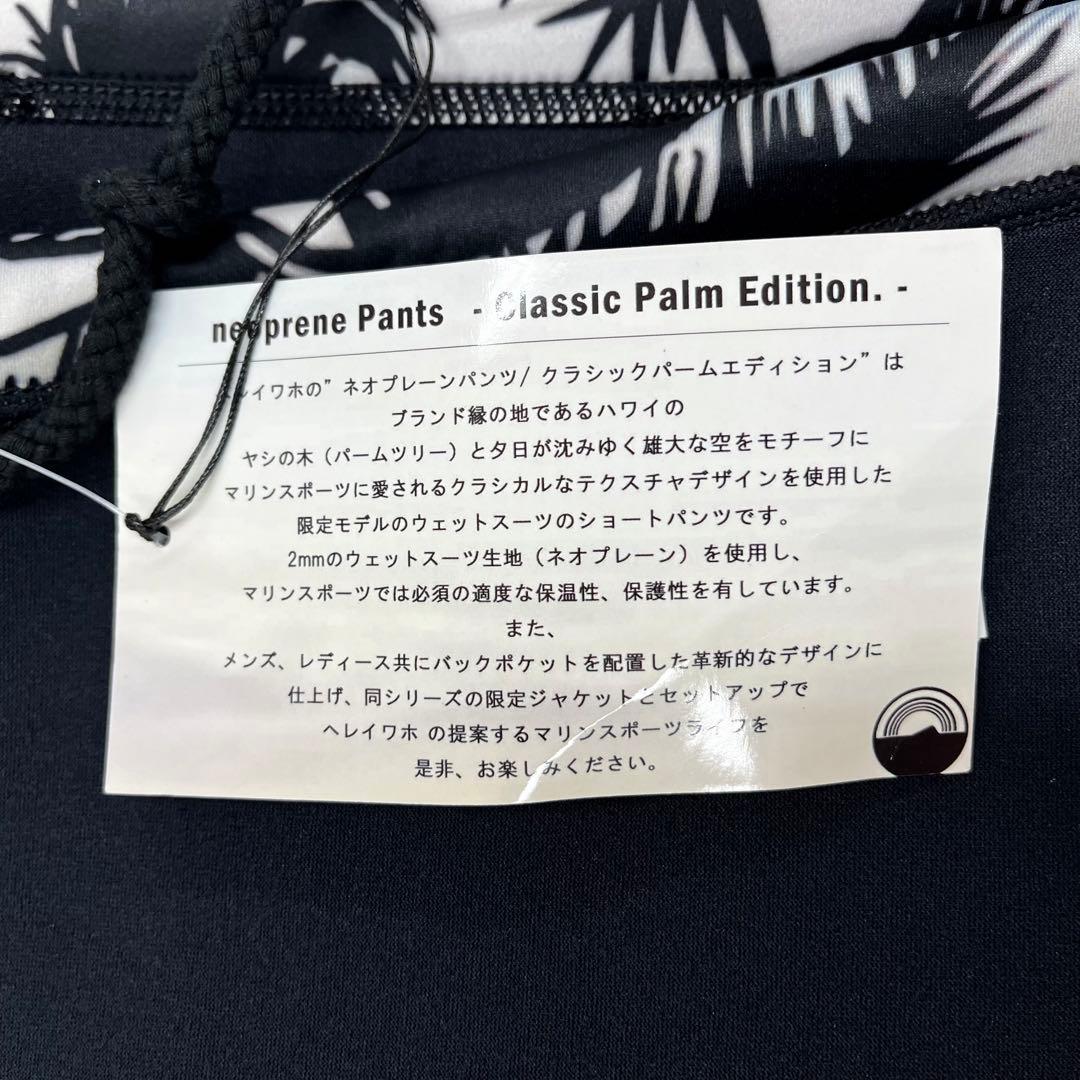 neoprene Pants - Classic Palm Edition. -
ヘレイワホの”ネオプレーンパンツ/ クラシックパームエディション”は
ブランド縁の地であるハワイの
ヤシの木（パームツリー）と夕日が沈みゆく雄大な空をモチーフに
マリンスポーツに愛されるクラシカルなテクスチャデザインを使用した
限定モデルのウェットスーツのショートパンツです。
2mmのウェットスーツ生地（ネオプレーン）を使用し、
マリンスポーツでは必須の適度な保温性、保護性を有しています。
また、
メンズ、レディース共にバックポケットを配置した革新的なデザインに
仕上げ、同シリーズの限定ジャケットとセットアップで
ヘレイワホ の提案するマリンスポーツライフを
是非、お楽しみください。